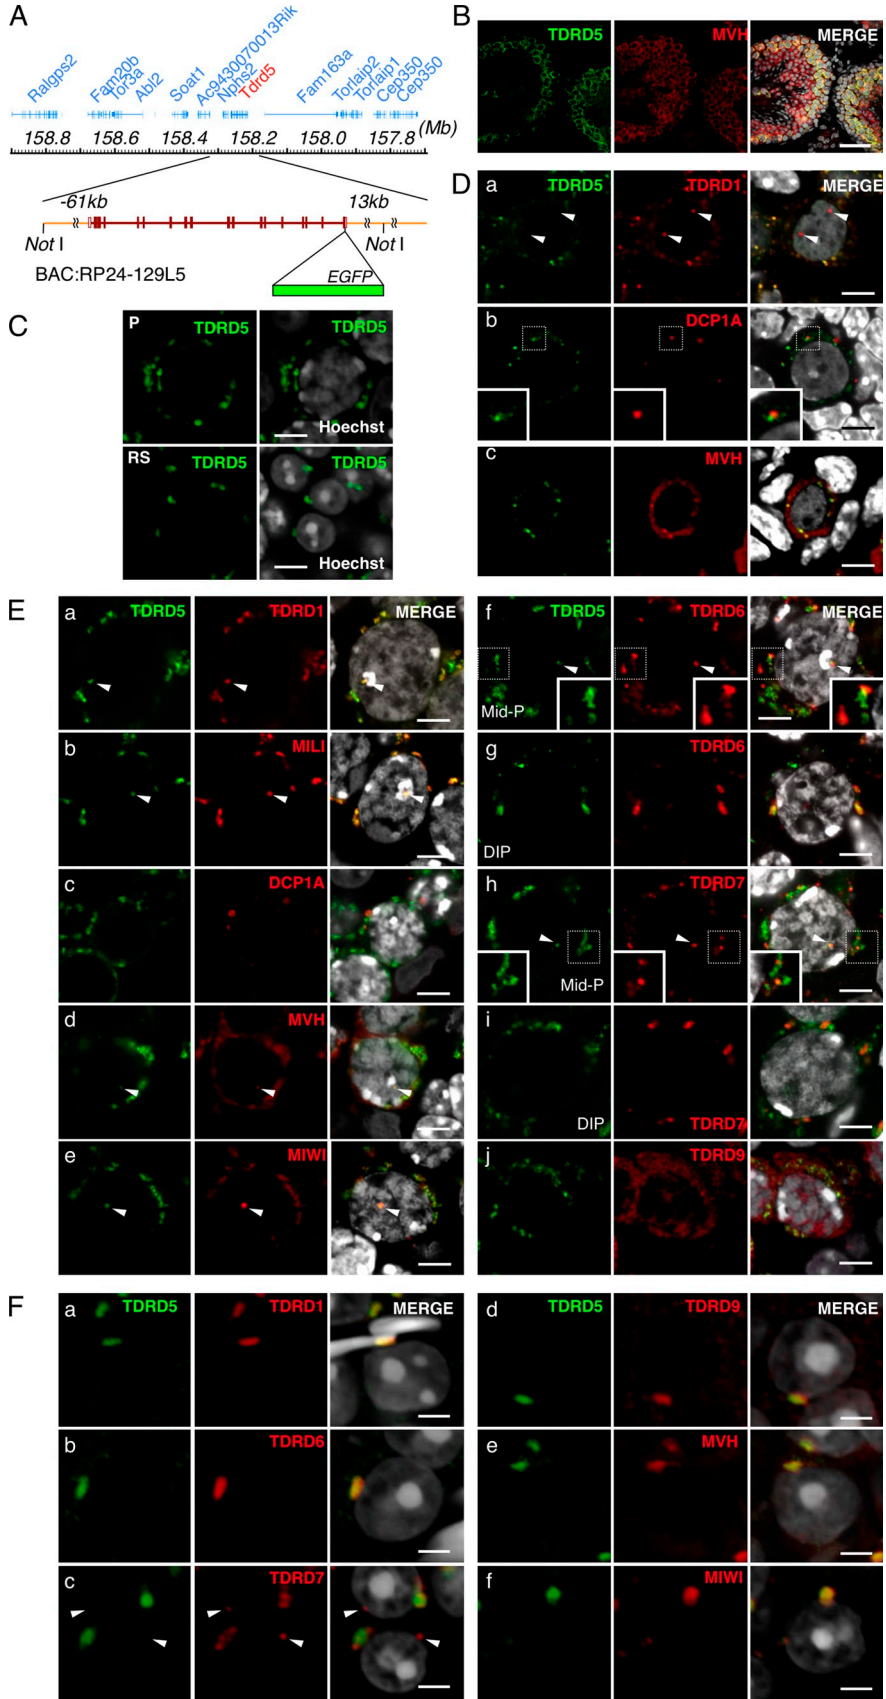 A
Ralgps2
Fam20b
Tor3a
Abl2
Soat1
Ac9430070013Rik
Nphs2
Tdrd5
Fam163a
Torlaip2
Torlaip1
Cep350
Cep350
158.8 158.6 158.4 158.2 158.0 157.8 (Mb)
-61kb 13kb
Not I Not I
BAC:RP24-129L5 EGFP
B
TDRD5 MVH MERGE
C
P TDRD5 TDRD5
Hoechst
RS TDRD5 TDRD5
Hoechst
D
a TDRD5 TDRD1 MERGE
b DCP1A
c MVH
E
a TDRD5 TDRD1 MERGE
b MILI
c DCP1A
d MVH
e MIWI
f TDRD5 TDRD6 MERGE
Mid-P
g TDRD6
DIP
h TDRD7
Mid-P
i
DIP TDRD7
j TDRD9
F
a TDRD5 TDRD1 MERGE
b TDRD6
c TDRD7
d TDRD5 TDRD9 MERGE
e MVH
f MIWI